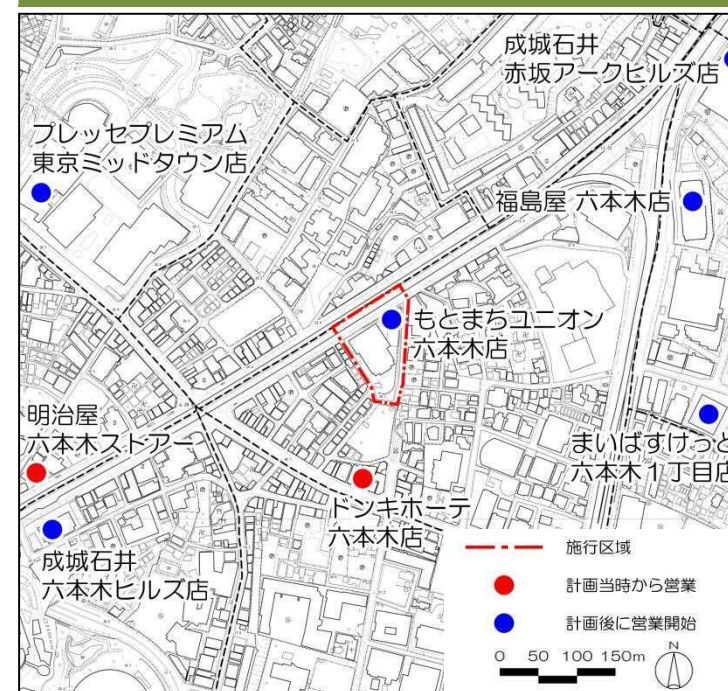 成城石井
赤坂アークヒルズ店
プレッセプレミアム
東京ミッドタウン店
福島屋 六本木店
もとまちユニオン
六本木店
明治屋
六本木ストアー
まいばすけっと
六本木1丁目店
ドンキホーテ
六本木店
成城石井
六本木ヒルズ店
施行区域
計画当時から営業
計画後に営業開始
0 50 100 150m
N